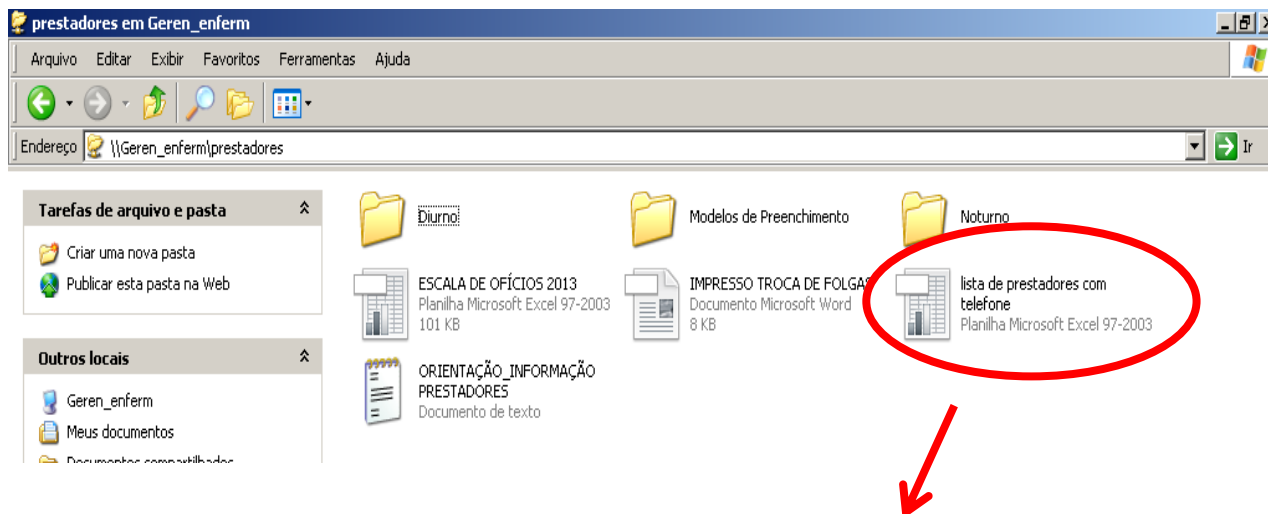 prestadores em Geren_enferm
Arquivo Editar Exibir Favoritos Ferramentas Ajuda
Endereço \\Geren_enferm\prestadores Ir
Tarefas de arquivo e pasta
Criar uma nova pasta
Publicar esta pasta na Web
Outros locais
Geren_enferm
Meus documentos
Documentos compartilhados
Diurno
Modelos de Preenchimento
Noturno
ESCALA DE OFÍCIOS 2013
Planilha Microsoft Excel 97-2003
101 KB
IMPRESSO TROCA DE FOLGAS
Documento Microsoft Word
8 KB
lista de prestadores com
telefone
Planilha Microsoft Excel 97-2003
ORIENTAÇÃO_INFORMAÇÃO
PRESTADORES
Documento de texto